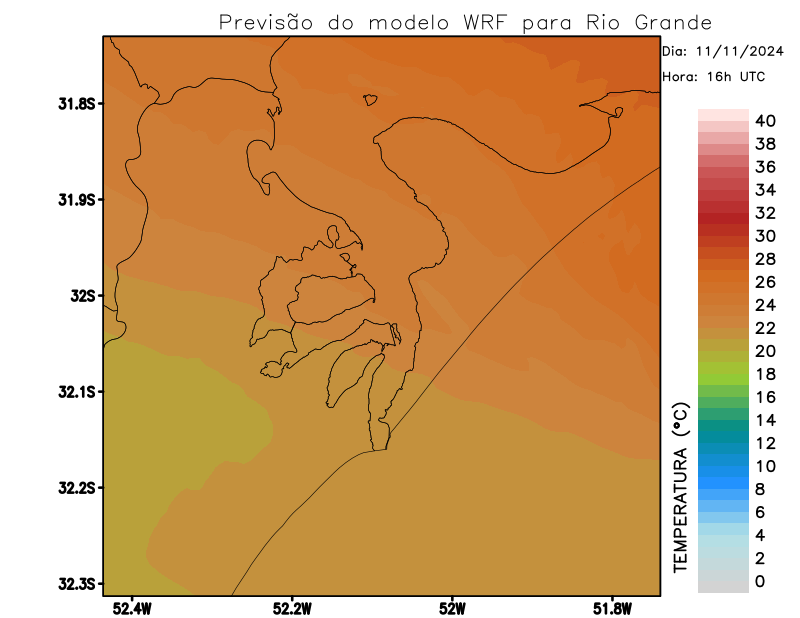 Previsão do modelo WRF para Rio Grande
Dia: 11/11/2024
Hora: 16h UTC
31.8S
31.9S
32S
32.1S
32.2S
32.3S
52.4W
52.2W
52W
51.8W
TEMPERATURA (°C)
40
38
36
34
32
30
28
26
24
22
20
18
16
14
12
10
8
6
4
2
0